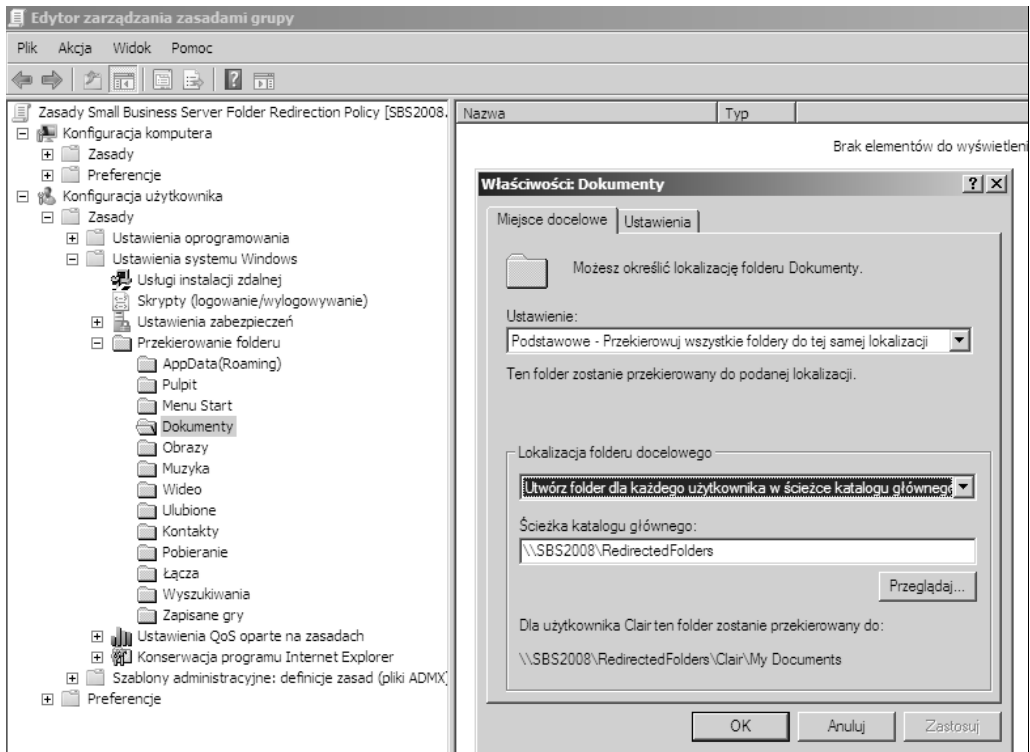 Edytor zarządzania zasadami grupy
Plik Akcja Widok Pomoc
Zasady Small Business Server Folder Redirection Policy [SBS2008.
Konfiguracja komputera
Zasady
Preferencje
Konfiguracja użytkownika
Zasady
Ustawienia oprogramowania
Ustawienia systemu Windows
Usługi instalacji zdalnej
Skrypty (logowanie/wylogowywanie)
Ustawienia zabezpieczeń
Przekierowanie folderu
AppData(Roaming)
Pulpit
Menu Start
Dokumenty
Obrazy
Muzyka
Wideo
Ulubione
Kontakty
Pobieranie
Łącza
Wyszukiwania
Zapisane gry
Ustawienia QoS oparte na zasadach
Konserwacja programu Internet Explorer
Szablony administracyjne: definicje zasad (pliki ADMX)
Preferencje
Nazwa Typ
Brak elementów do wyświetleni
Właściwości: Dokumenty
Miejsce docelowe Ustawienia
Możesz określić lokalizację folderu Dokumenty.
Ustawienie:
Podstawowe - Przekierowuj wszystkie foldery do tej samej lokalizacji
Ten folder zostanie przekierowany do podanej lokalizacji.
Lokalizacja folderu docelowego
Utwórz folder dla każdego użytkownika w ścieżce katalogu głównego
Ścieżka katalogu głównego:
\\SBS2008\RedirectedFolders
Przeglądaj...
Dla użytkownika Clair ten folder zostanie przekierowany do:
\\SBS2008\RedirectedFolders\Clair\My Documents
OK Anuluj Zastosuj